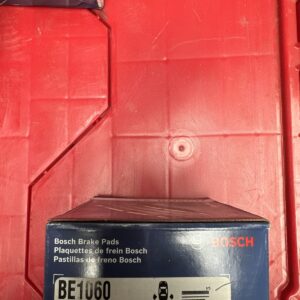 Bosch Brake Pads
Plaquettes de frein Bosch
Pastillas de freno Bosch
BOSCH
BE1060